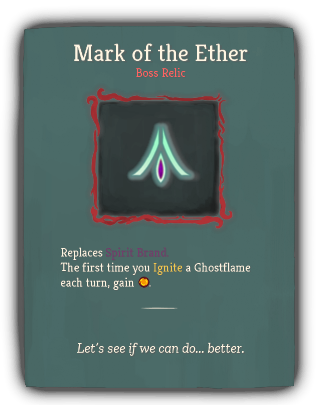 Mark of the Ether
Boss Relic
Replaces Spirit Brand.
The first time you Ignite a Ghostflame
each turn, gain .
Let's see if we can do... better.